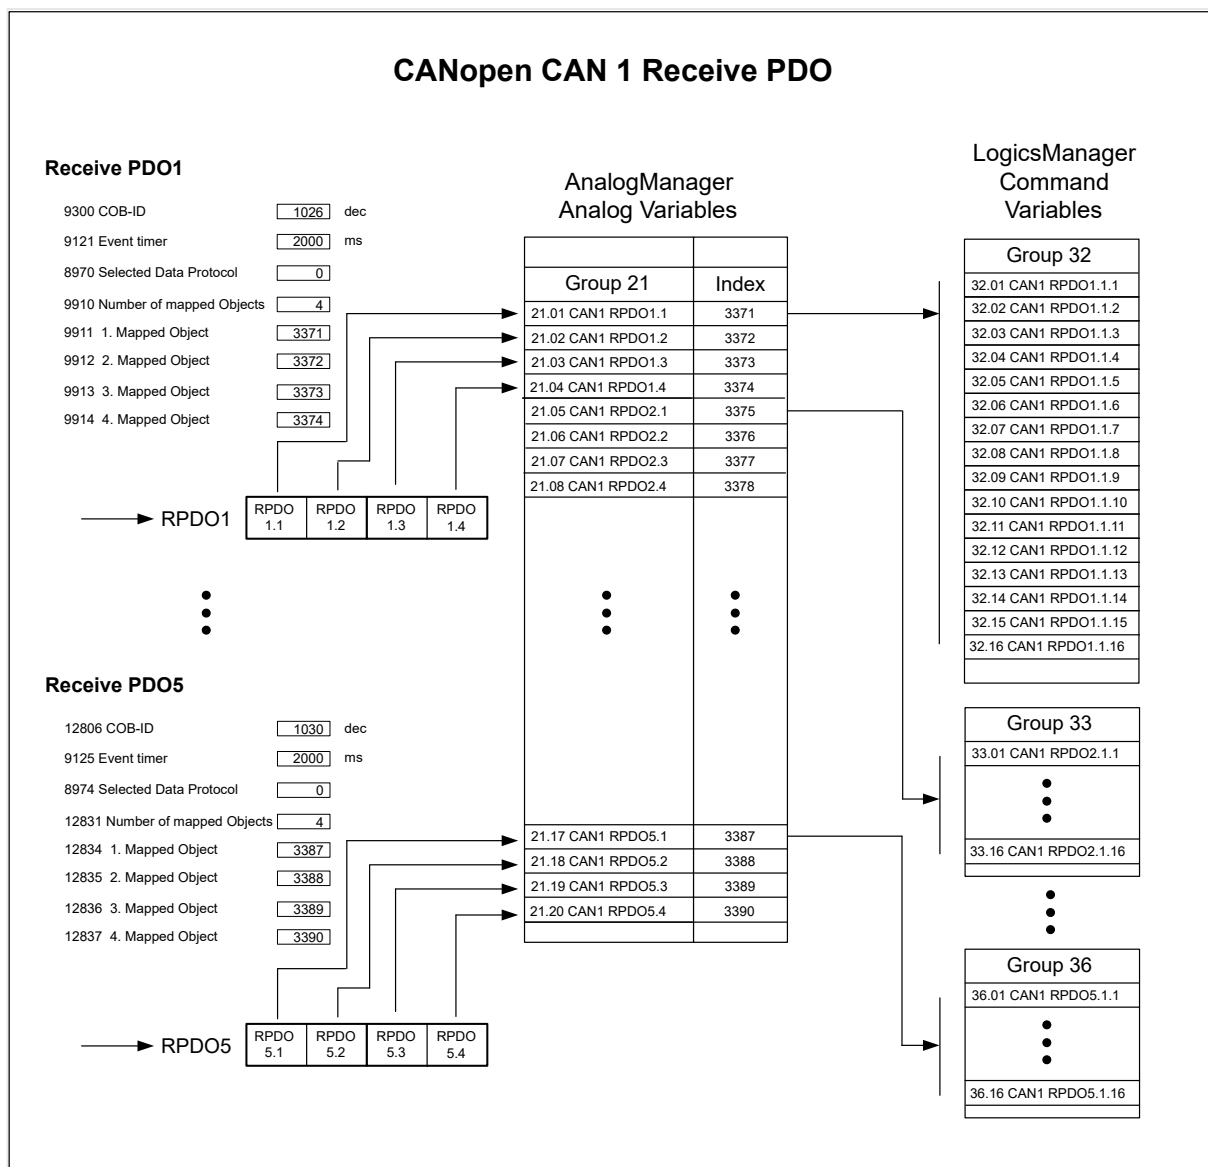 CANopen CAN 1 Receive PDO
Receive PDO1
9300 COB-ID 1026 dec
9121 Event timer 2000 ms
8970 Selected Data Protocol 0
9910 Number of mapped Objects 4
9911 1. Mapped Object 3371
9912 2. Mapped Object 3372
9913 3. Mapped Object 3373
9914 4. Mapped Object 3374
RPDO1
RPDO 1.1
RPDO 1.2
RPDO 1.3
RPDO 1.4
Receive PDO5
12806 COB-ID 1030 dec
9125 Event timer 2000 ms
8974 Selected Data Protocol 0
12831 Number of mapped Objects 4
12834 1. Mapped Object 3387
12835 2. Mapped Object 3388
12836 3. Mapped Object 3389
12837 4. Mapped Object 3390
RPDO5
RPDO 5.1
RPDO 5.2
RPDO 5.3
RPDO 5.4
AnalogManager
Analog Variables
Group 21 Index
21.01 CAN1 RPDO1.1 3371
21.02 CAN1 RPDO1.2 3372
21.03 CAN1 RPDO1.3 3373
21.04 CAN1 RPDO1.4 3374
21.05 CAN1 RPDO2.1 3375
21.06 CAN1 RPDO2.2 3376
21.07 CAN1 RPDO2.3 3377
21.08 CAN1 RPDO2.4 3378
21.17 CAN1 RPDO5.1 3387
21.18 CAN1 RPDO5.2 3388
21.19 CAN1 RPDO5.3 3389
21.20 CAN1 RPDO5.4 3390
LogicsManager
Command
Variables
Group 32
32.01 CAN1 RPDO1.1.1
32.02 CAN1 RPDO1.1.2
32.03 CAN1 RPDO1.1.3
32.04 CAN1 RPDO1.1.4
32.05 CAN1 RPDO1.1.5
32.06 CAN1 RPDO1.1.6
32.07 CAN1 RPDO1.1.7
32.08 CAN1 RPDO1.1.8
32.09 CAN1 RPDO1.1.9
32.10 CAN1 RPDO1.1.10
32.11 CAN1 RPDO1.1.11
32.12 CAN1 RPDO1.1.12
32.13 CAN1 RPDO1.1.13
32.14 CAN1 RPDO1.1.14
32.15 CAN1 RPDO1.1.15
32.16 CAN1 RPDO1.1.16
Group 33
33.01 CAN1 RPDO2.1.1
33.16 CAN1 RPDO2.1.16
Group 36
36.01 CAN1 RPDO5.1.1
36.16 CAN1 RPDO5.1.16